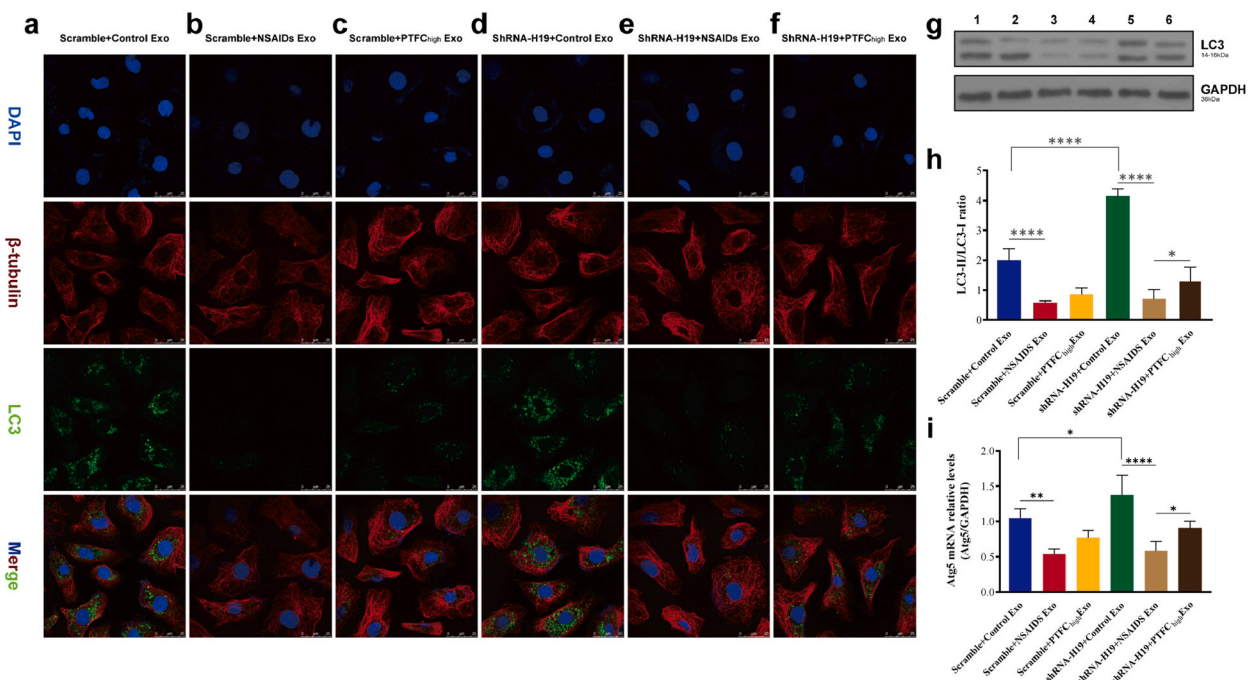 a b c d e f
Scramble+Control Exo Scramble+NSAIDs Exo Scramble+PTFChigh Exo ShRNA-H19+Control Exo ShRNA-H19+NSAIDs Exo ShRNA-H19+PTFChigh Exo
DAPI
β-tubulin
LC3
Merge
g
1 2 3 4 5 6
LC3
14-16kDa
GAPDH
36kDa
h
LC3-II/LC3-I ratio
5
4
3
2
1
0
****
****
****
*
Scramble+Control Exo
Scramble+NSAIDS Exo
Scramble+PTFChigh Exo
shRNA-H19+Control Exo
shRNA-H19+NSAIDS Exo
shRNA-H19+PTFChigh Exo
i
Atg5 mRNA relative levels
(Atg5/GAPDH)
2.0
1.5
1.0
0.5
0.0
*
****
**
*
Scramble+Control Exo
Scramble+NSAIDS Exo
Scramble+PTFChighExo
shRNA-H19+Control Exo
shRNA-H19+NSAIDS Exo
shRNA-H19+PTFChighExo